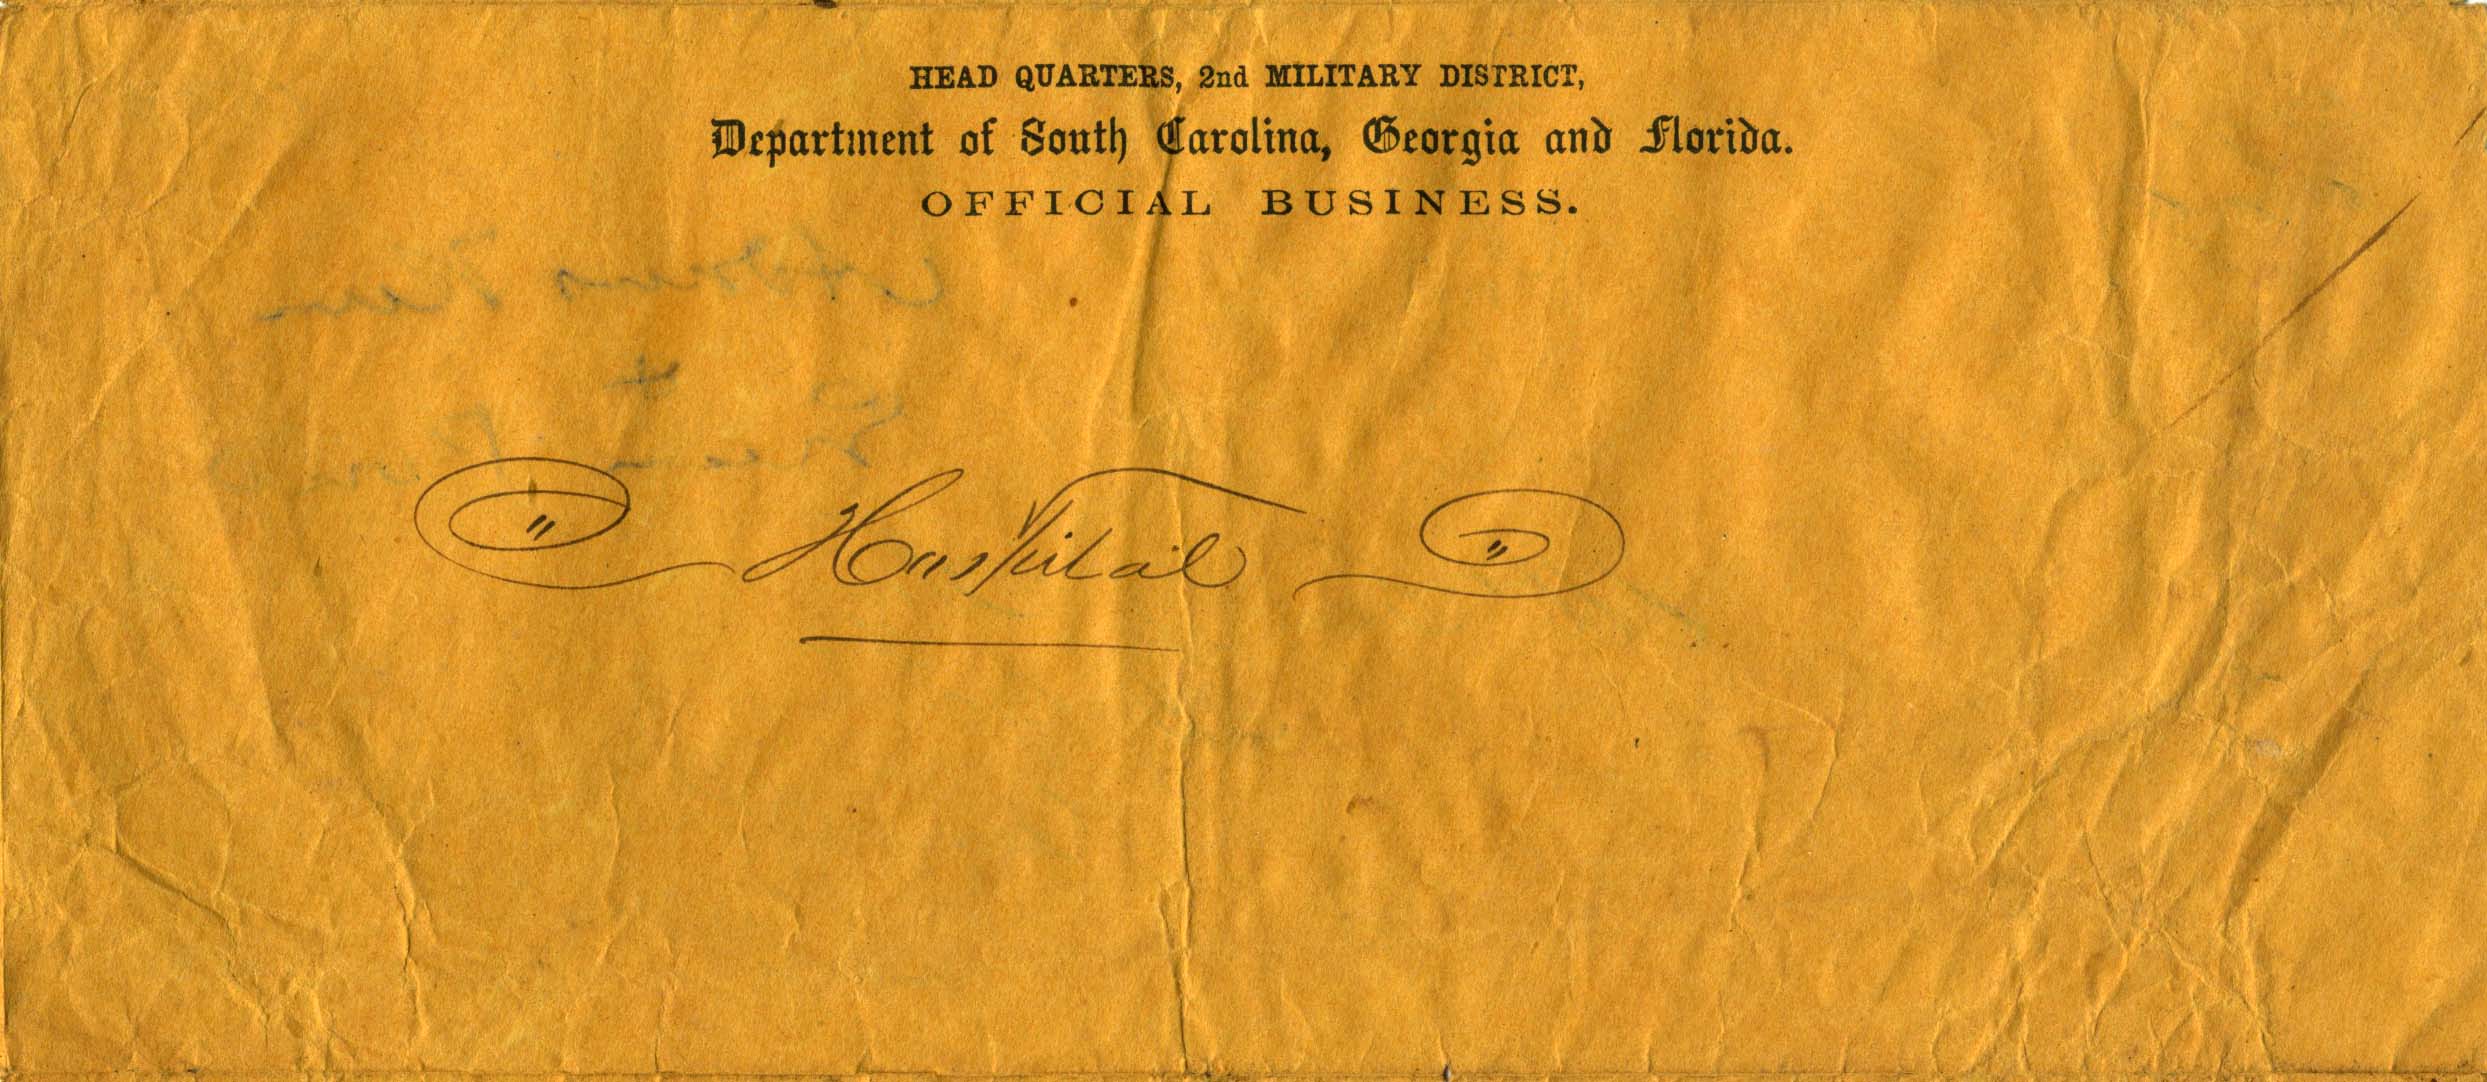 HEAD QUARTERS, 2nd MILITARY DISTRICT,
Department of South Carolina, Georgia and Florida.
OFFICIAL BUSINESS.
" Hospital "